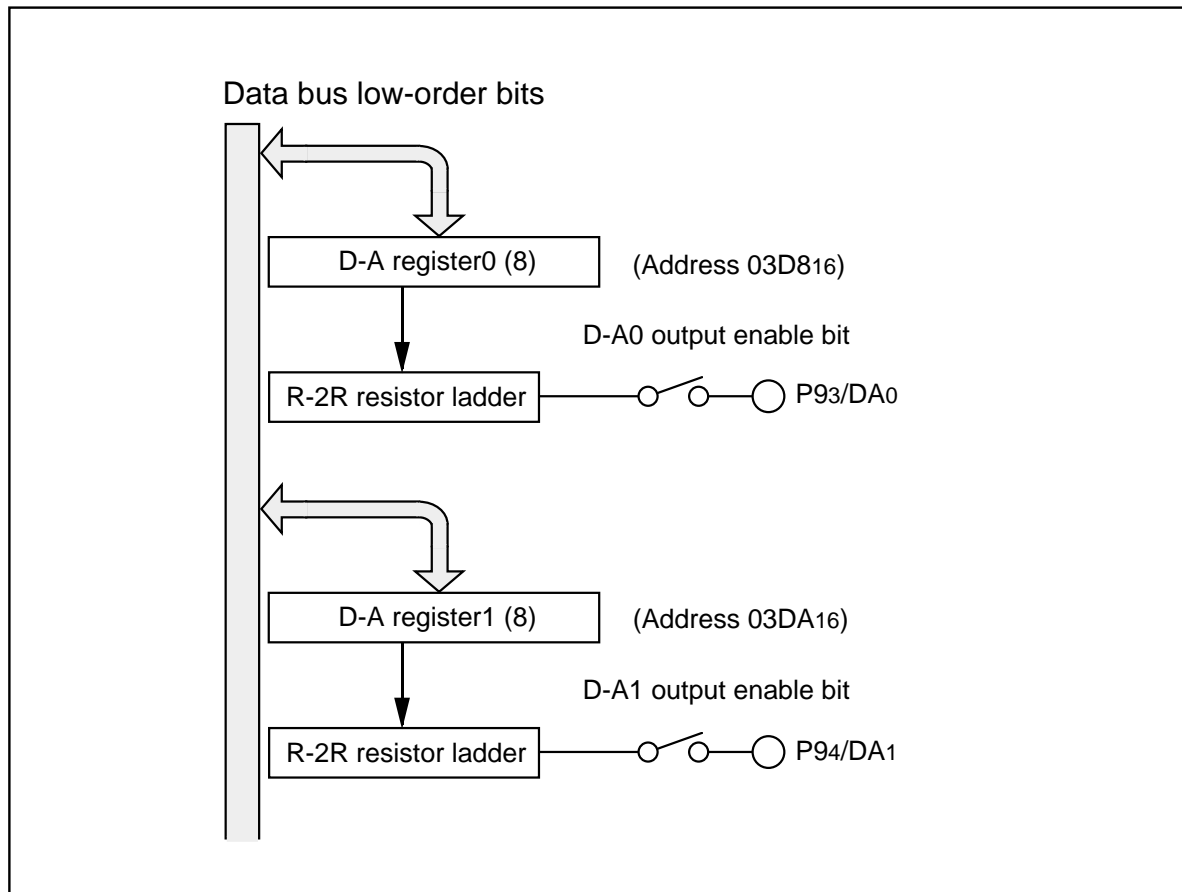 Data bus low-order bits
D-A register0 (8)
(Address 03D816)
D-A0 output enable bit
R-2R resistor ladder
P93/DA0
D-A register1 (8)
(Address 03DA16)
D-A1 output enable bit
R-2R resistor ladder
P94/DA1